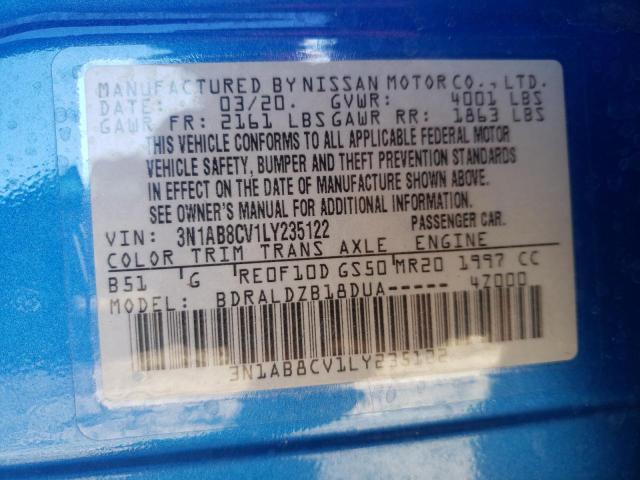 MANUFACTURED BY NISSAN MOTOR CO., LTD.
DATE: 03/20. GVWR: 4001 LBS
GAWR FR: 2161 LBS GAWR RR: 1863 LBS
THIS VEHICLE CONFORMS TO ALL APPLICABLE FEDERAL MOTOR
VEHICLE SAFETY, BUMPER AND THEFT PREVENTION STANDARDS
IN EFFECT ON THE DATE OF MANUFACTURE SHOWN ABOVE.
SEE OWNER'S MANUAL FOR ADDITIONAL INFORMATION.
VIN: 3N1AB8CV1LY235122 PASSENGER CAR.
COLOR TRIM TRANS AXLE ENGINE
B51 G RE0F10D GS50 MR20 1997 CC
MODEL: BDRALDZB18DUA----- 47000
3N1AB8CV1LY235122